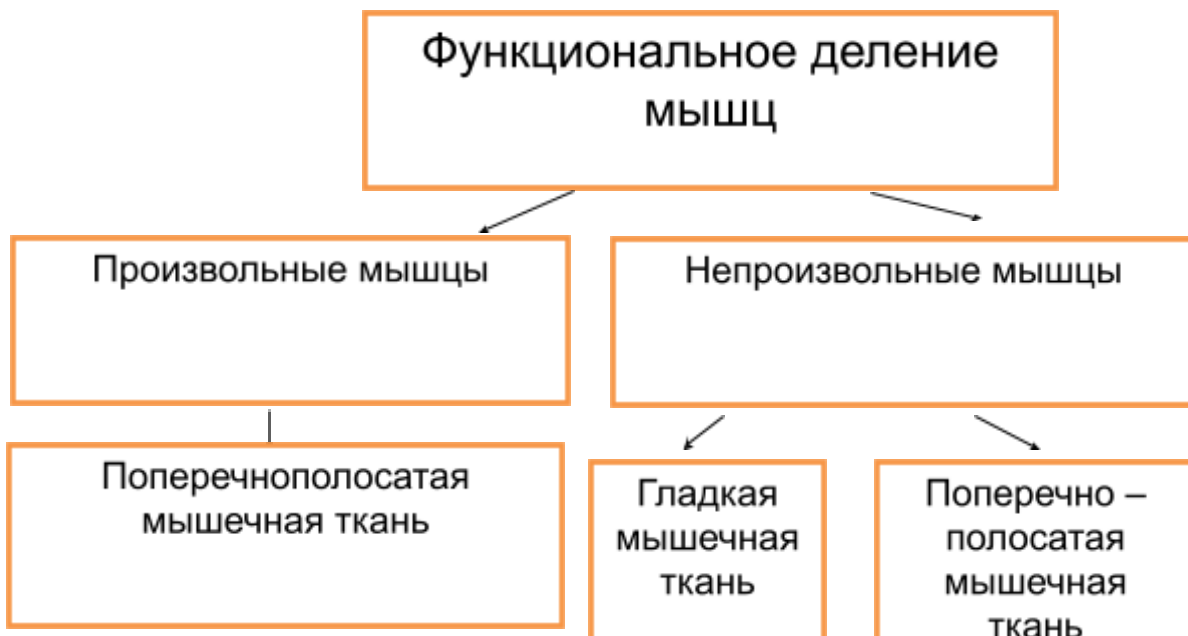 Функциональное деление
мышц
Произвольные мышцы
Непроизвольные мышцы
Поперечнополосатая
мышечная ткань
Гладкая
мышечная
ткань
Поперечно –
полосатая
мышечная
ткань